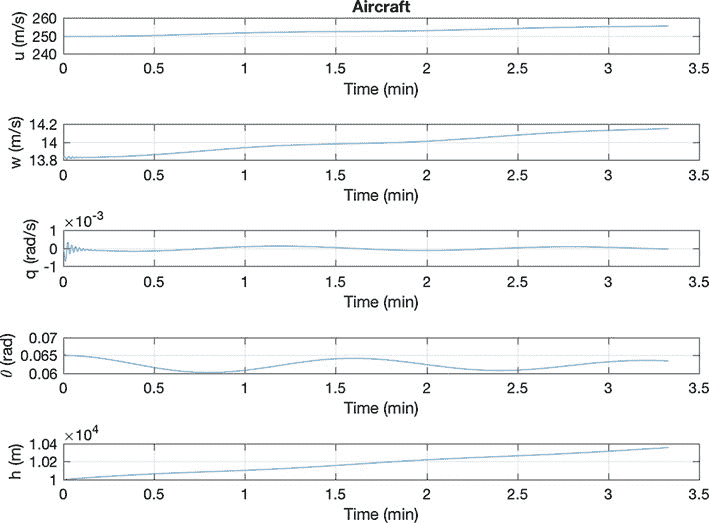 Aircraft
260
250
240
u (m/s)
0 0.5 1 1.5 2 2.5 3 3.5
Time (min)
14.2
14
13.8
w (m/s)
0 0.5 1 1.5 2 2.5 3 3.5
Time (min)
×10⁻³
1
0
-1
q (rad/s)
0 0.5 1 1.5 2 2.5 3 3.5
Time (min)
0.07
0.065
0.06
θ (rad)
0 0.5 1 1.5 2 2.5 3 3.5
Time (min)
×10⁴
1.04
1.02
1
h (m)
0 0.5 1 1.5 2 2.5 3 3.5
Time (min)